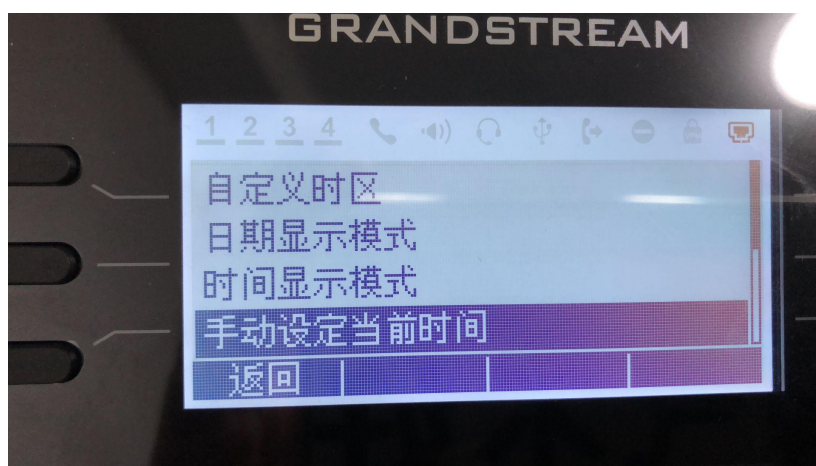 GRANDSTREAM
1 2 3 4
自定义时区
日期显示模式
时间显示模式
手动设定当前时间
返回